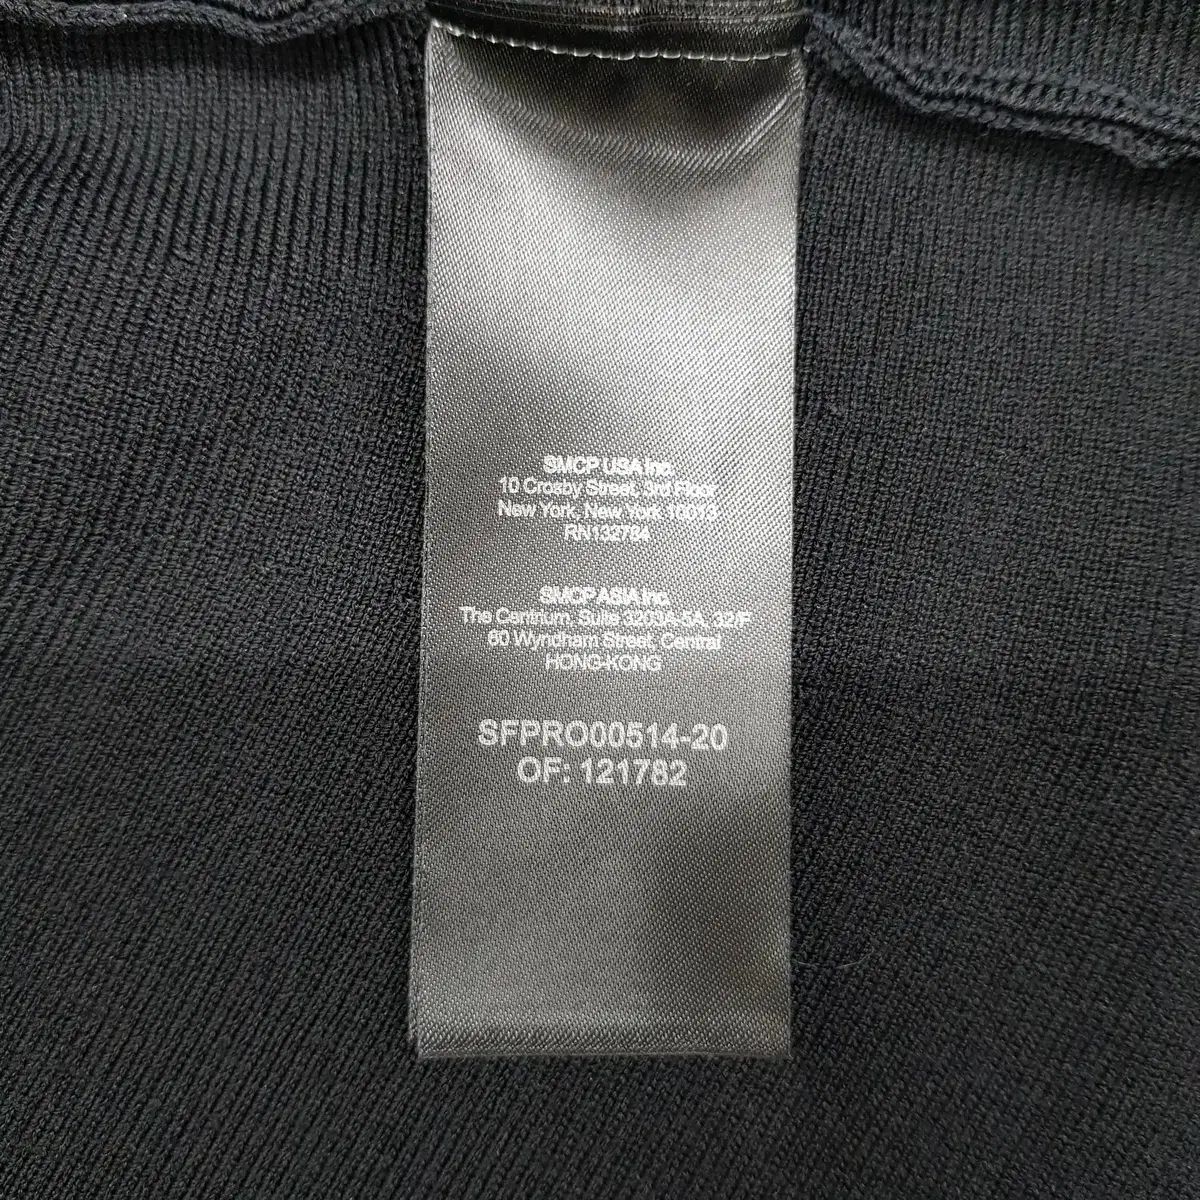 SMCP USA Inc.
10 Crosby Street, 3rd Floor
New York, New York 10013
RN132784
SMCP ASIA Inc.
The Centrium, Suite 3203A-5A, 32/F
60 Wyndham Street, Central
HONG-KONG
SFPRO00514-20
OF: 121782